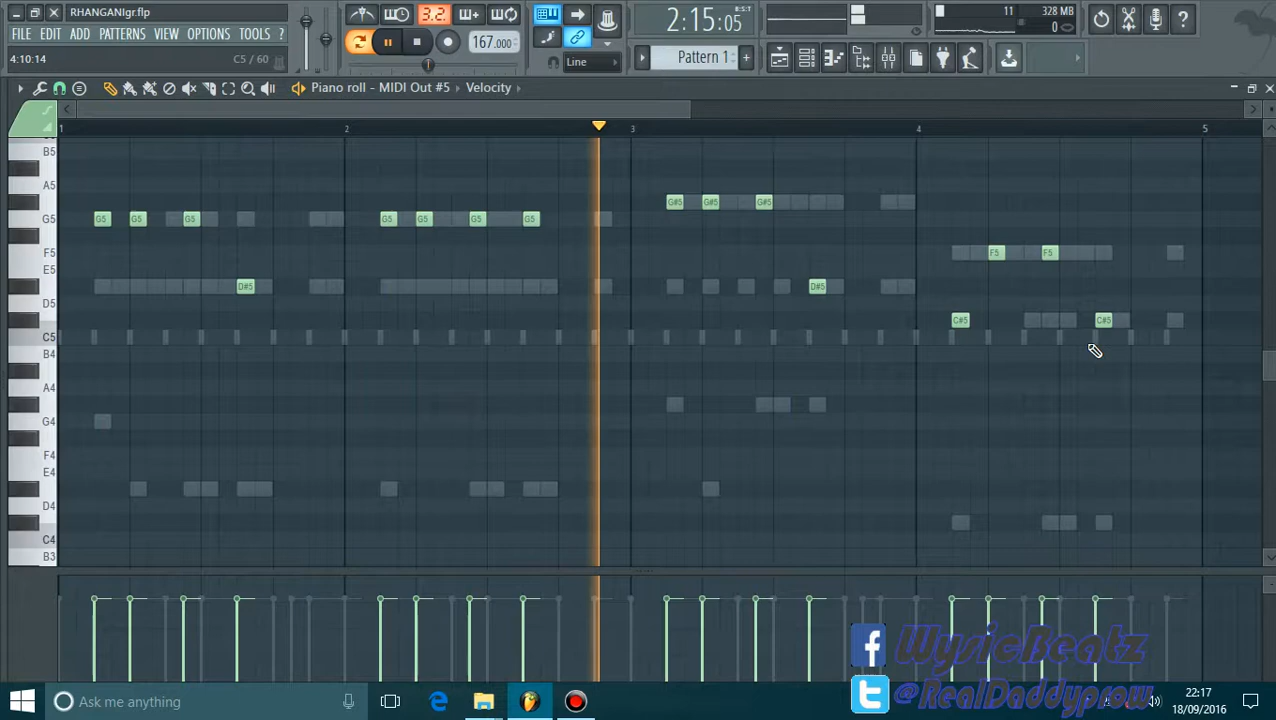 RHANGANIgr.flp
FILE EDIT ADD PATTERNS VIEW OPTIONS TOOLS ?
4:10:14 C5 / 60
3.2.
167.000
2:15:05 B:S:T
Line
Pattern 1
11 328 MB
0
Piano roll - MIDI Out #5 Velocity
1 2 3 4 5
B5
A5
G5 G5 G5 G5 G5 G5 G5 G5 G#5 G#5 G#5
F5 F5 F5
E5
D#5 D#5
D5
C#5 C#5
C5
B4
A4
G4
F4
E4
D4
C4
B3
WysicBeatz
@RealDaddyprow
Ask me anything
22:17
18/09/2016